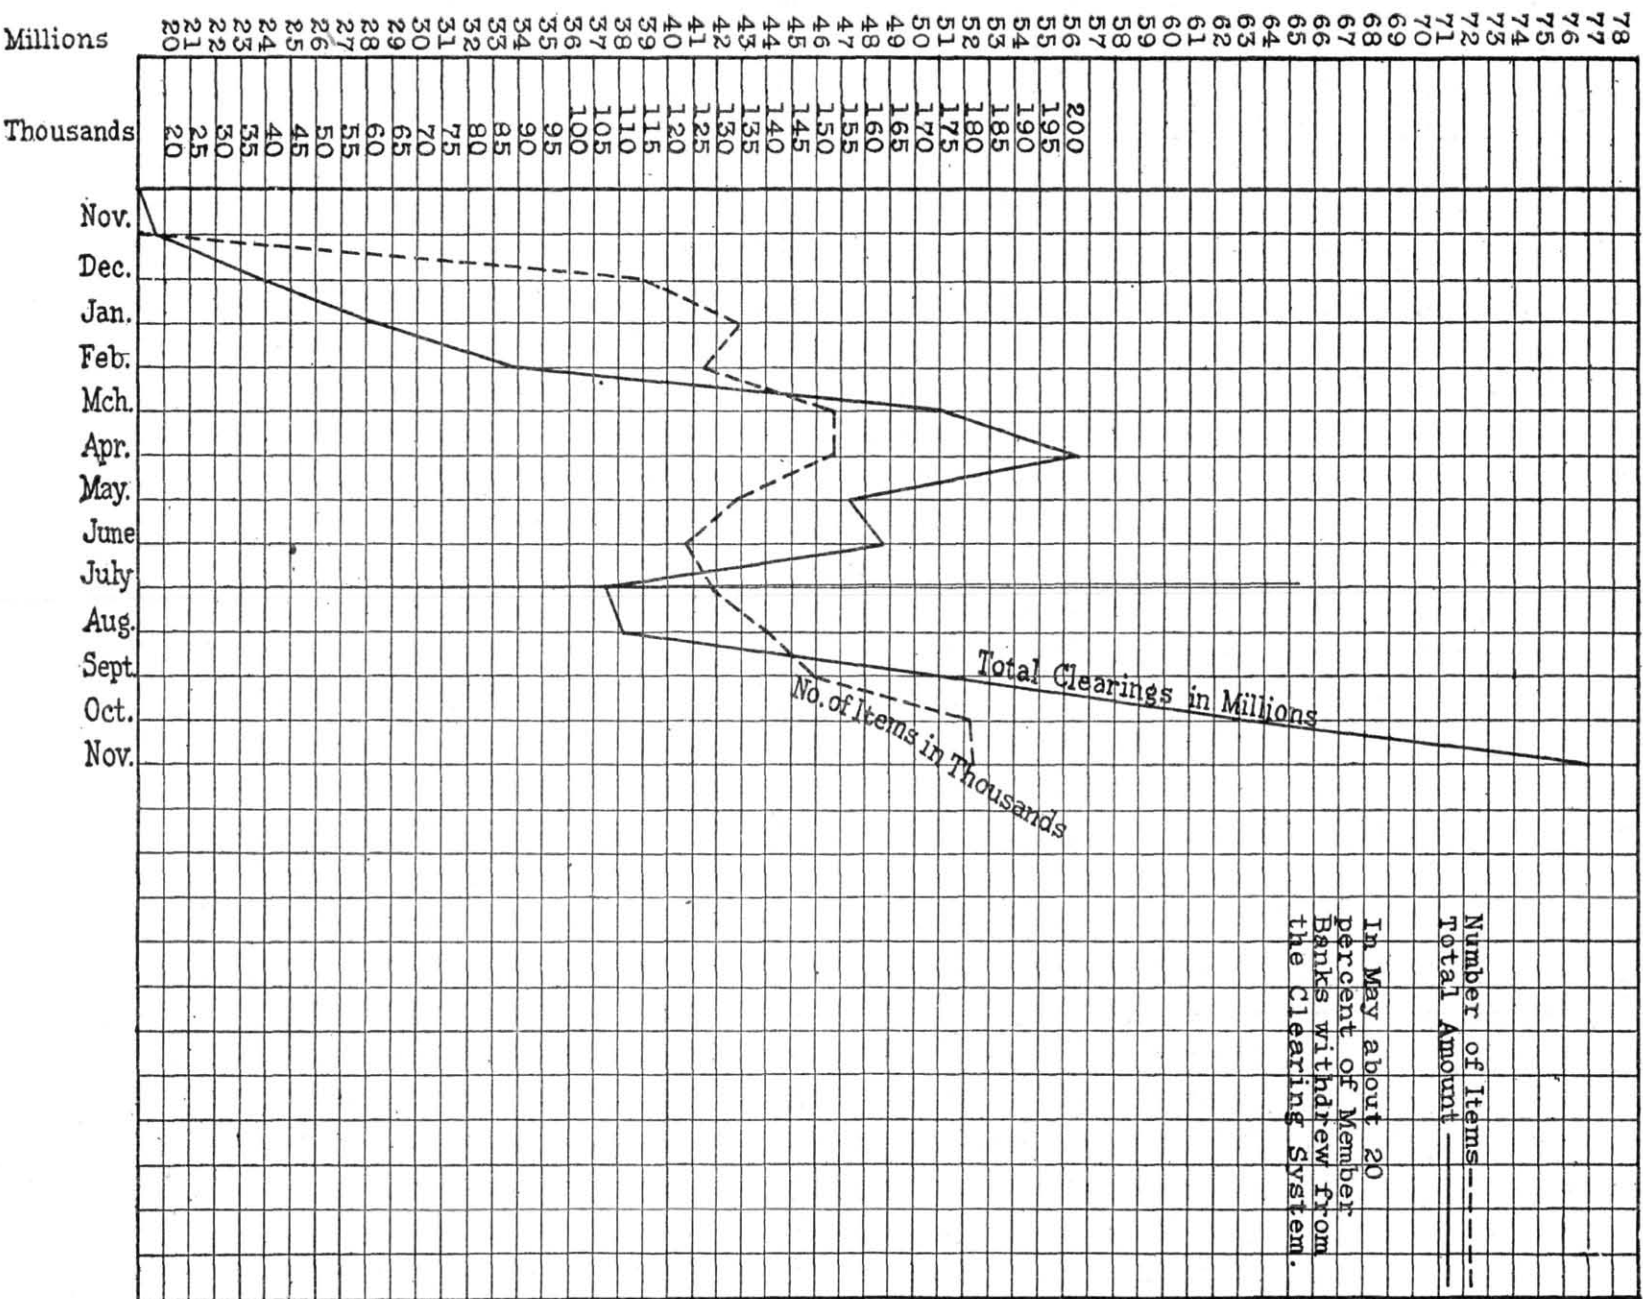 Millions 20 21 22 23 24 25 26 27 28 29 30 31 32 33 34 35 36 37 38 39 40 41 42 43 44 45 46 47 48 49 50 51 52 53 54 55 56 57 58 59 60 61 62 63 64 65 66 67 68 69 70 71 72 73 74 75 76 77 78
Thousands 20 25 30 35 40 45 50 55 60 65 70 75 80 85 90 95 100 105 110 115 120 125 130 135 140 145 150 155 160 165 170 175 180 185 190 195 200
Nov.
Dec.
Jan.
Feb.
Mch.
Apr.
May.
June
July
Aug.
Sept.
Oct.
Nov.
Total Clearings in Millions
No. of Items in Thousands
Number of Items
Total Amount
In May about 20
percent of Member
Banks withdrew from
the Clearing System.